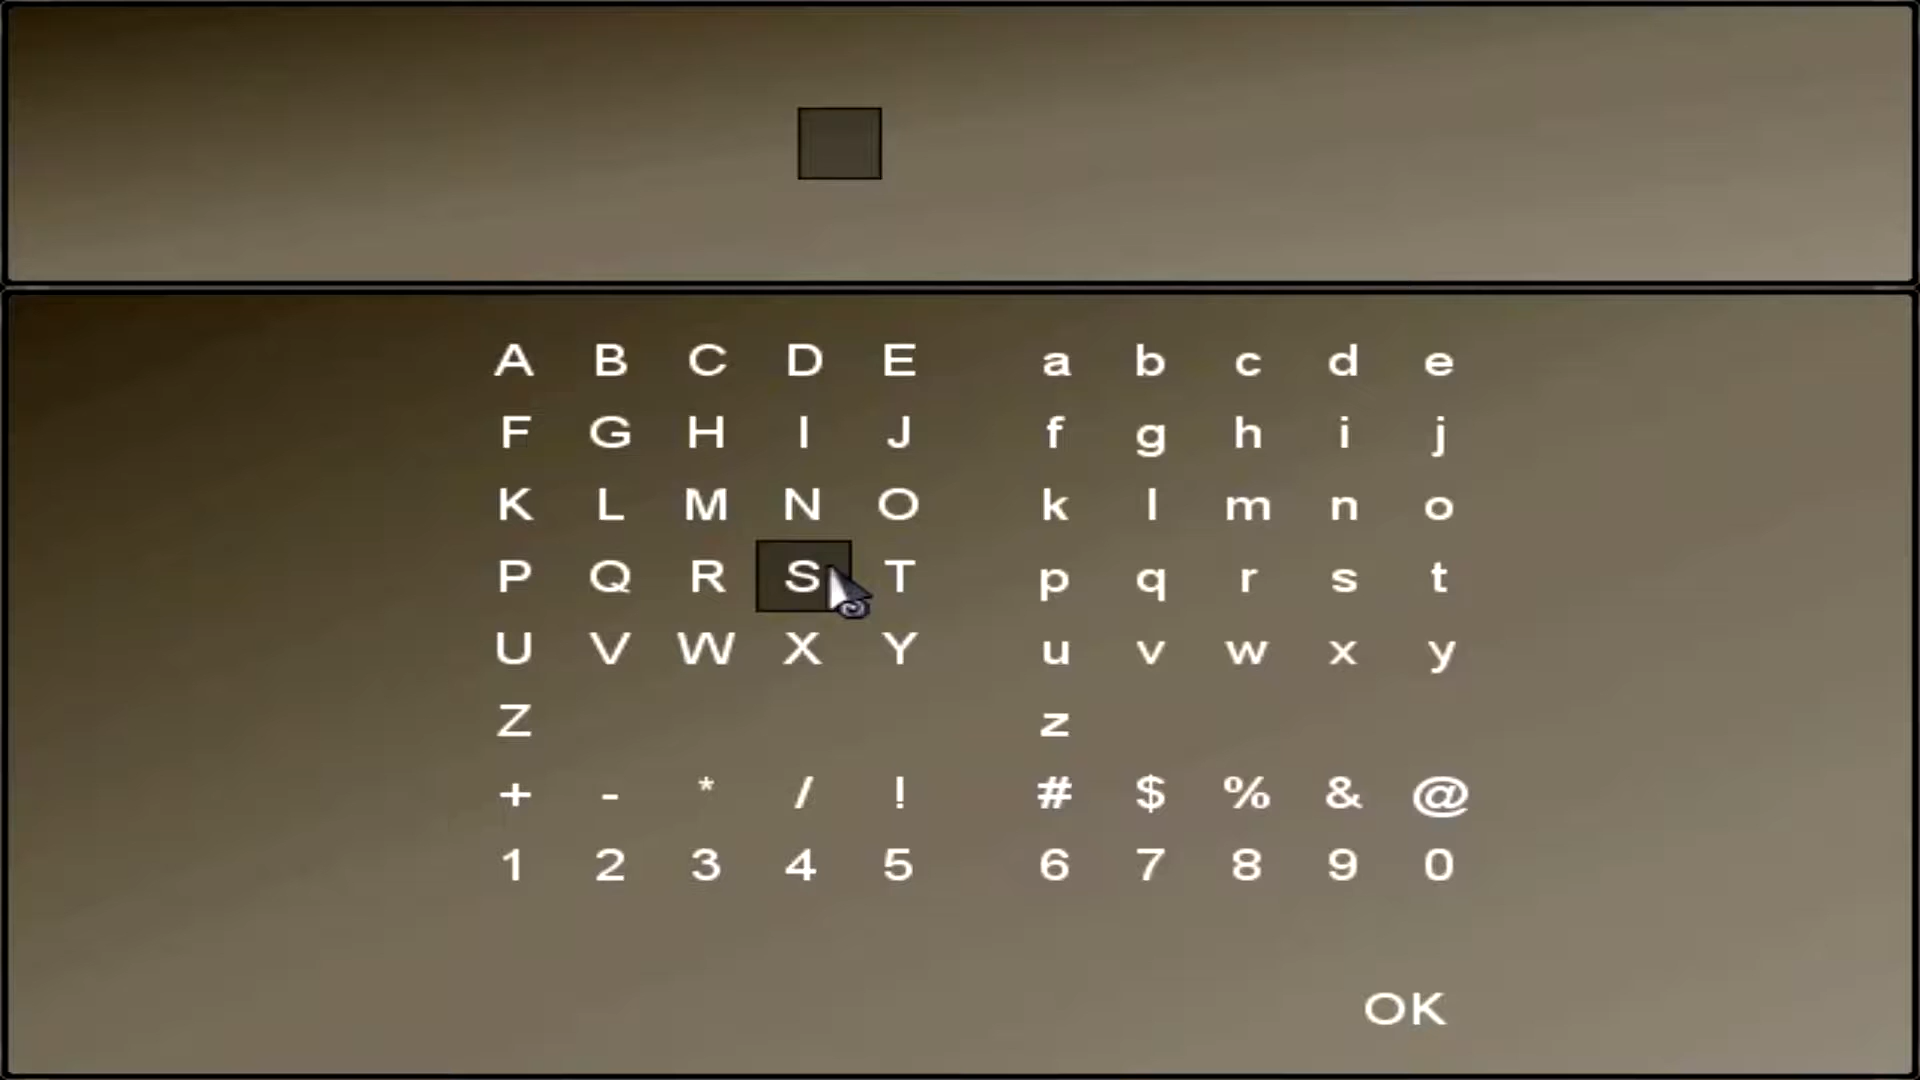 A B C D E a b c d e
F G H I J f g h i j
K L M N O k l m n o
P Q R S T p q r s t
U V W X Y u v w x y
Z z
+ - * / ! # $ % & @
1 2 3 4 5 6 7 8 9 0
OK